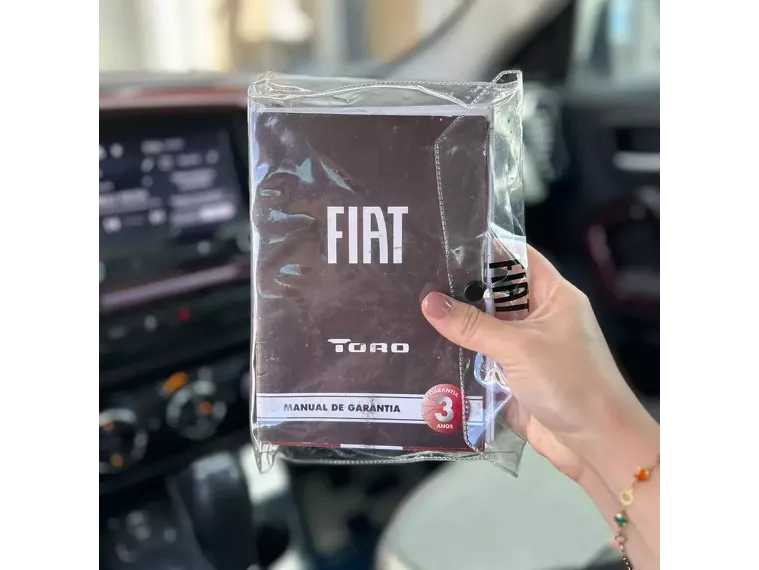 FIAT
FIAT
TORO
MANUAL DE GARANTIA
GARANTIA
3
ANOS